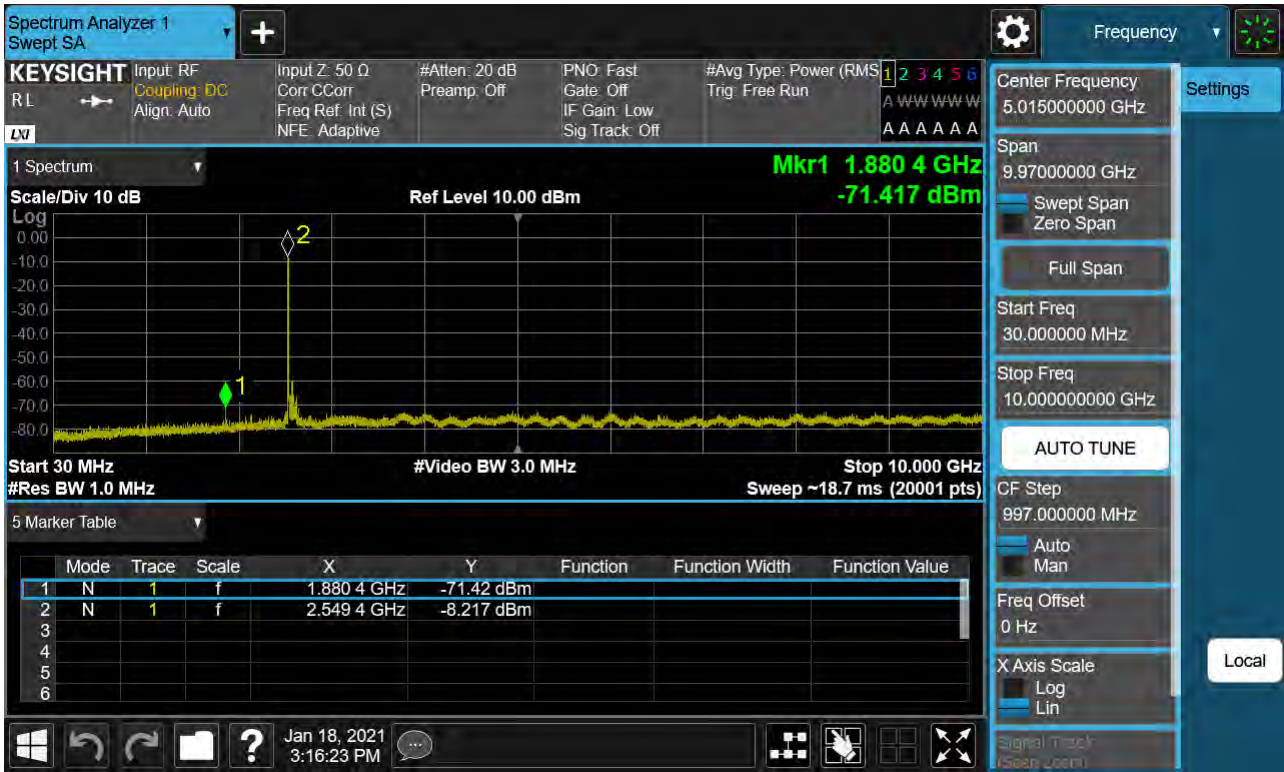 Spectrum Analyzer 1
Swept SA
+
Frequency
KEYSIGHT
RL
LXI
Input: RF
Coupling: DC
Align: Auto
Input Z: 50 Ω
Corr CCorr
Freq Ref: Int (S)
NFE: Adaptive
#Atten: 20 dB
Preamp: Off
PNO: Fast
Gate: Off
IF Gain: Low
Sig Track: Off
#Avg Type: Power (RMS
Trig: Free Run
1 2 3 4 5 6
A W W W W W
A A A A A A
1 Spectrum
Mkr1 1.880 4 GHz
-71.417 dBm
Scale/Div 10 dB
Ref Level 10.00 dBm
Log
0.00
-10.0
-20.0
-30.0
-40.0
-50.0
-60.0
-70.0
-80.0
2
1
Start 30 MHz
#Video BW 3.0 MHz
Stop 10.000 GHz
#Res BW 1.0 MHz
Sweep ~18.7 ms (20001 pts)
5 Marker Table
Mode Trace Scale X Y Function Function Width Function Value
1 N 1 f 1.880 4 GHz -71.42 dBm
2 N 1 f 2.549 4 GHz -8.217 dBm
3
4
5
6
Jan 18, 2021
3:16:23 PM
?
Center Frequency
5.015000000 GHz
Settings
Span
9.97000000 GHz
Swept Span
Zero Span
Full Span
Start Freq
30.000000 MHz
Stop Freq
10.000000000 GHz
AUTO TUNE
CF Step
997.000000 MHz
Auto
Man
Freq Offset
0 Hz
X Axis Scale
Log
Lin
Local
Signal Track
(Span Zoom)